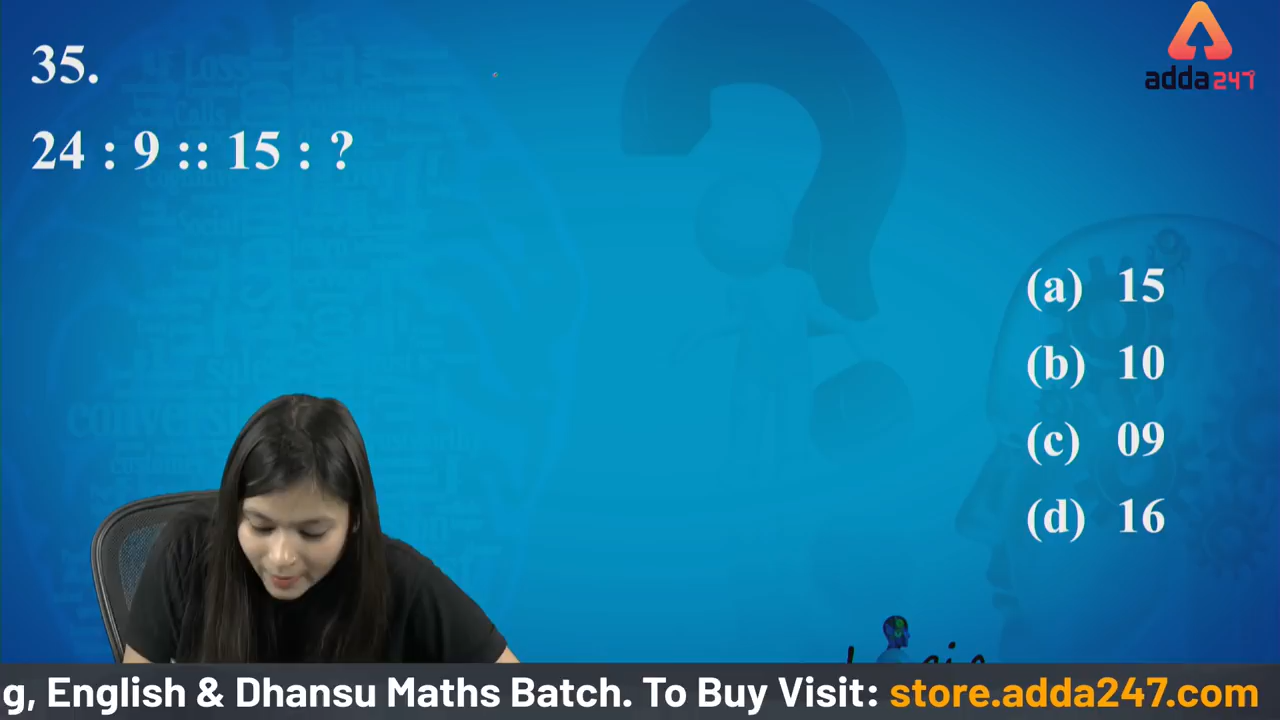 35.
24 : 9 :: 15 : ?
adda247
(a) 15
(b) 10
(c) 09
(d) 16
g, English & Dhansu Maths Batch. To Buy Visit: store.adda247.com